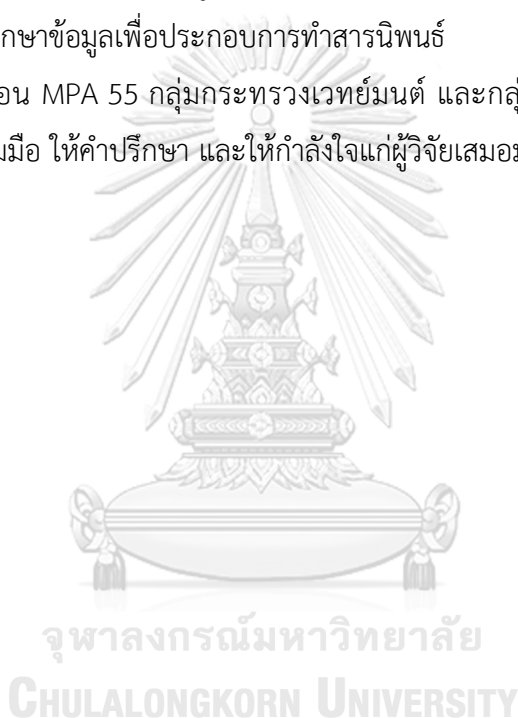 กษาข้อมูลเพื่อประกอบการทำสารนิพนธ์
อน MPA 55 กลุ่มกระทรวงเวทย์มนต์ และกลุ่
มมือ ให้คำปรึกษา และให้กำลังใจแก่ผู้วิจัยเสมอม
จุฬาลงกรณ์มหาวิทยาลัย
CHULALONGKORN UNIVERSITY